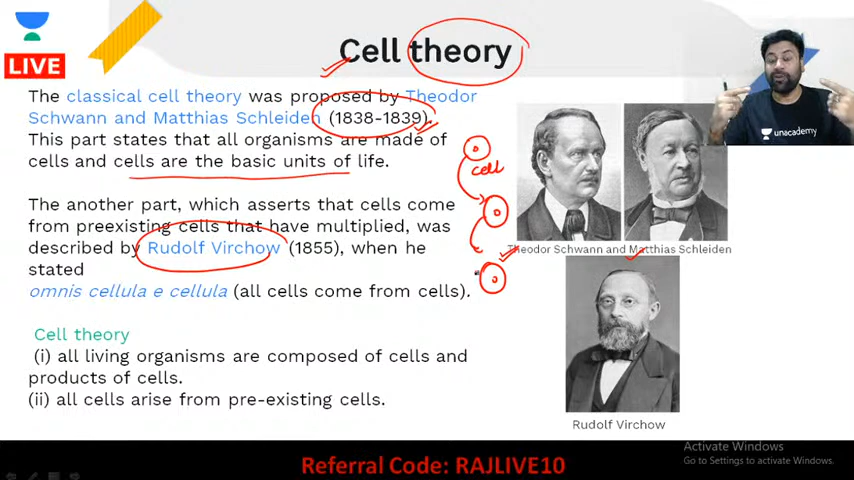 Cell theory
LIVE
The classical cell theory was proposed by Theodor
Schwann and Matthias Schleiden (1838-1839).
This part states that all organisms are made of
cells and cells are the basic units of life.
cell
unacademy
The another part, which asserts that cells come
from preexisting cells that have multiplied, was
described by Rudolf Virchow (1855), when he
stated
omnis cellula e cellula (all cells come from cells).
Theodor Schwann and Matthias Schleiden
Cell theory
(i) all living organisms are composed of cells and
products of cells.
(ii) all cells arise from pre-existing cells.
Rudolf Virchow
Activate Windows
Go to Settings to activate Windows.
Referral Code: RAJLIVE10